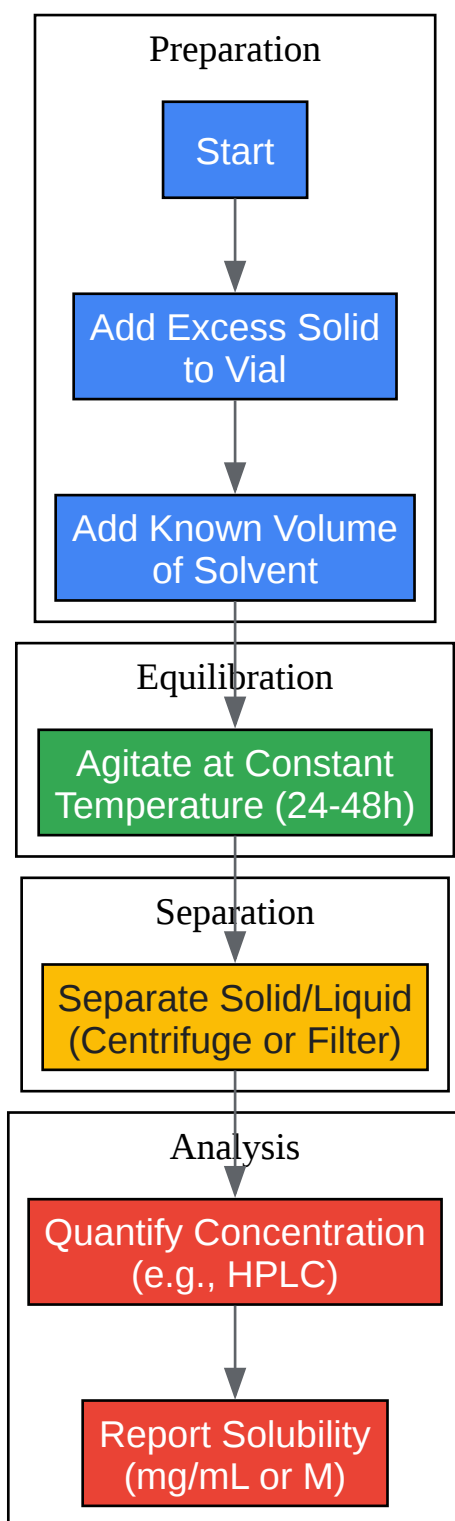 Preparation
Start
Add Excess Solid
to Vial
Add Known Volume
of Solvent
Equilibration
Agitate at Constant
Temperature (24-48h)
Separation
Separate Solid/Liquid
(Centrifuge or Filter)
Analysis
Quantify Concentration
(e.g., HPLC)
Report Solubility
(mg/mL or M)